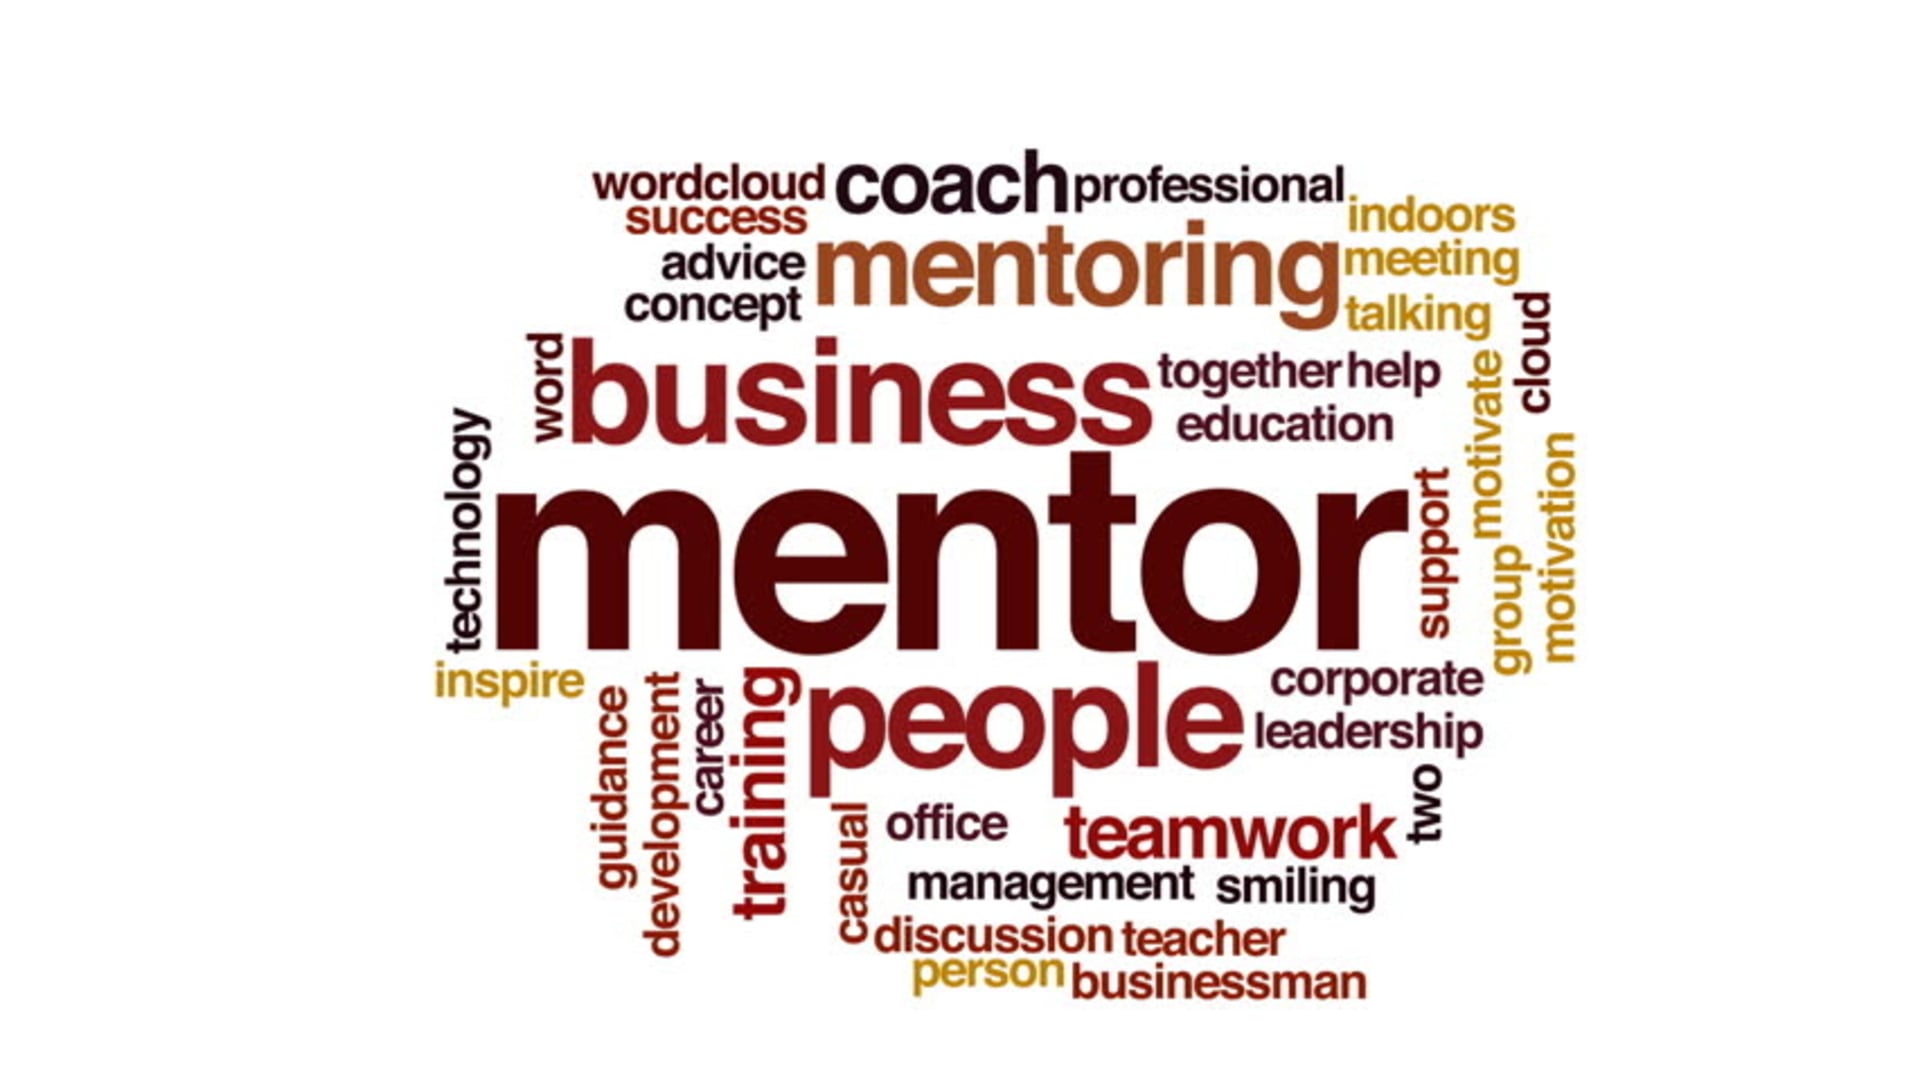 wordcloud coach professional
success indoors
advice mentoring meeting
concept talking
cloud
word business together help
education
motivate
technology mentor support
motivation
group
inspire
guidance
development
career
training
people corporate
leadership
two
casual office teamwork
management smiling
discussion teacher
person businessman